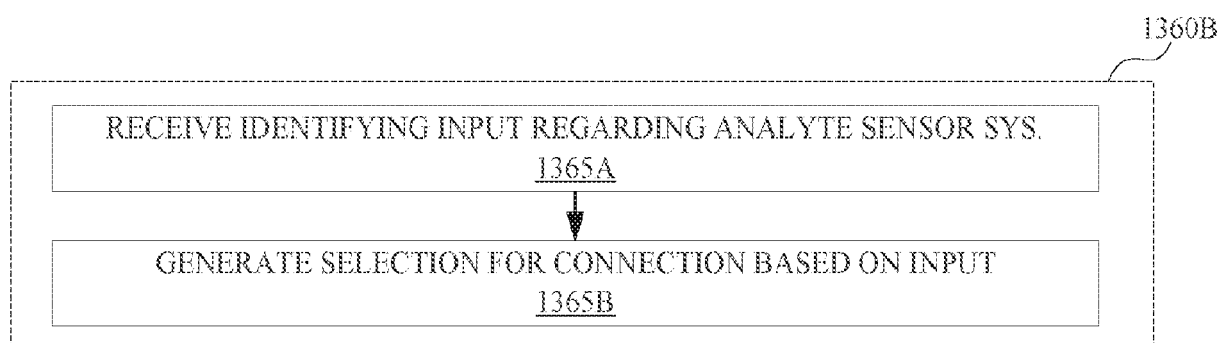 1360B
RECEIVE IDENTIFYING INPUT REGARDING ANALYTE SENSOR SYS.
1365A
GENERATE SELECTION FOR CONNECTION BASED ON INPUT
1365B